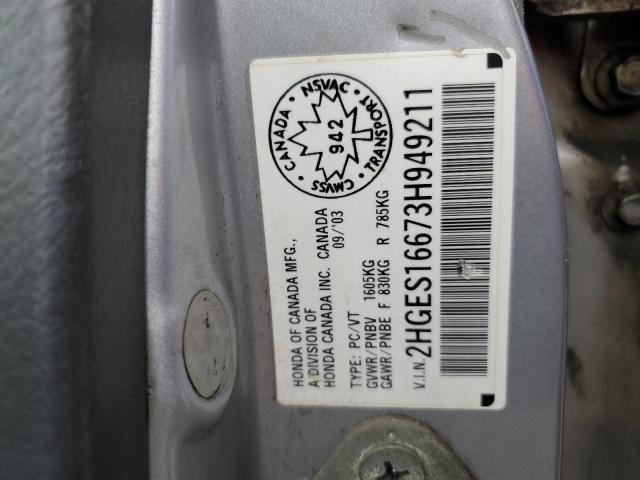 HONDA OF CANADA MFG.,
A DIVISION OF
HONDA CANADA INC. CANADA
09/'03
TYPE: PC/VT
GVWR/PNBV 1605KG
GAWR/PNBE F 830KG R 785KG
V.I.N. 2HGES16673H949211
CANADA · NSVAC · TRANSPORT · CMVSS ·
942